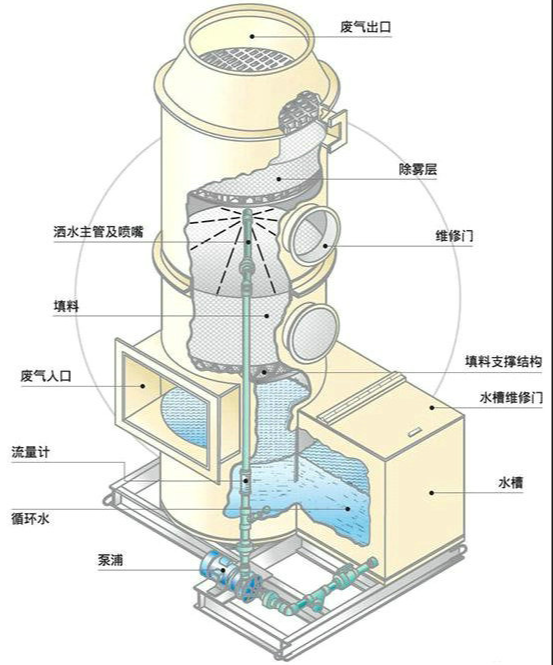 废气出口
除雾层
洒水主管及喷嘴
维修门
填料
填料支撑结构
废气入口
水槽维修门
流量计
水槽
循环水
泵浦